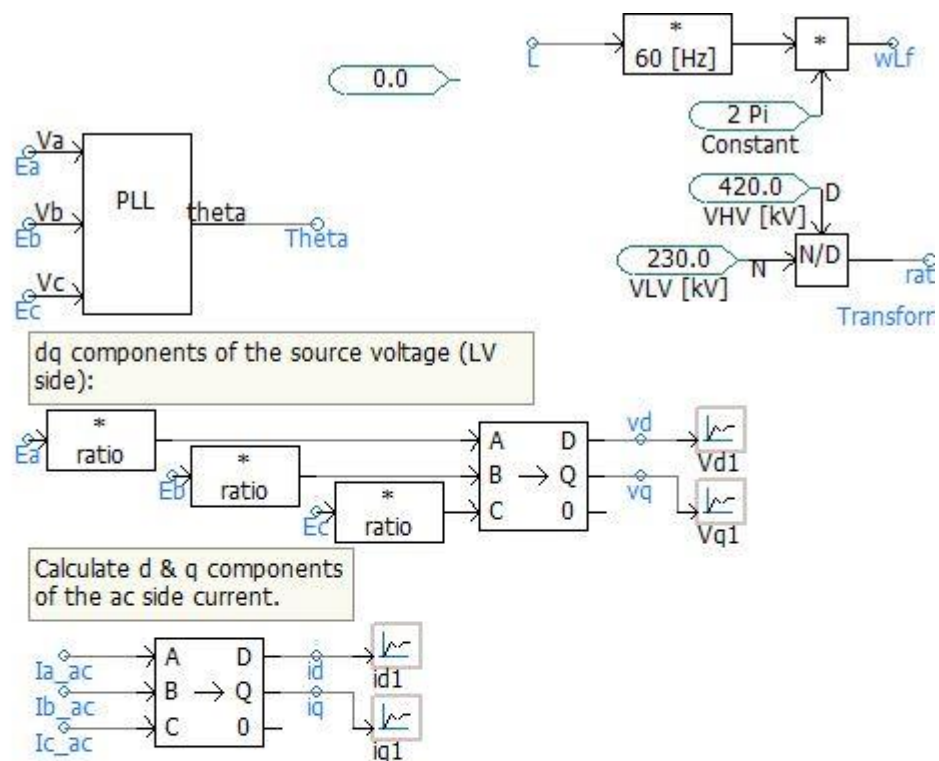 *
60 [Hz]
L
*
wLf
0.0
2 Pi
Constant
Va
Ea
Vb
Eb
Vc
Ec
PLL
theta
Theta
420.0
D
VHV [kV]
230.0
N
N/D
VLV [kV]
rat
Transform
dq components of the source voltage (LV
side):
Ea
*
ratio
Eb
*
ratio
Ec
*
ratio
A
B
C
D
Q
0
vd
vq
Vd1
Vq1
Calculate d & q components
of the ac side current.
Ia_ac
Ib_ac
Ic_ac
A
B
C
D
Q
0
id
iq
id1
iq1